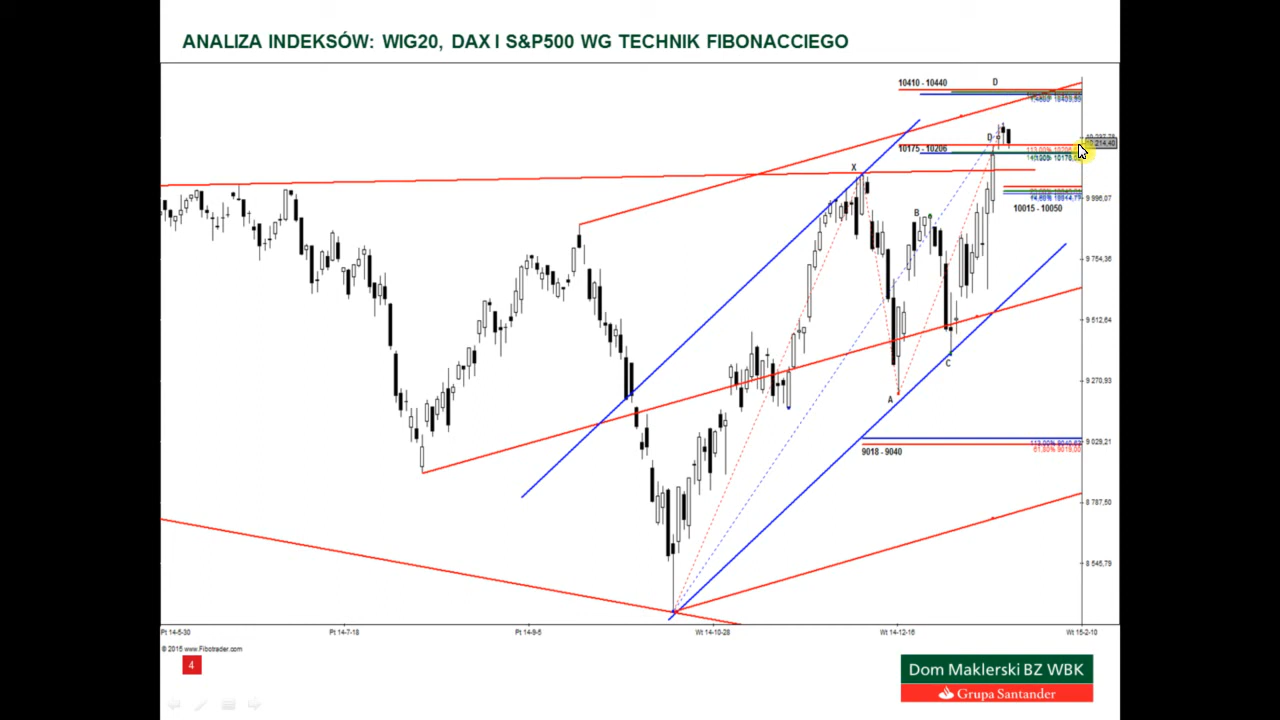 ANALIZA INDEKSÓW: WIG20, DAX I S&P500 WG TECHNIK FIBONACCIEGO
10410 - 10440
D
D
10175 - 10206
X
9 996,07
10015 - 10050
B
9 754,36
9 512,64
C
9 270,93
A
9 029,21
9018 - 9040
8 787,50
8 545,79
Pt 14-5-30
Pt 14-7-18
Pt 14-9-5
Wt 14-10-28
Wt 14-12-16
Wt 15-2-10
© 2015 www.Fibotrader.com
4
Dom Maklerski BZ WBK
Grupa Santander